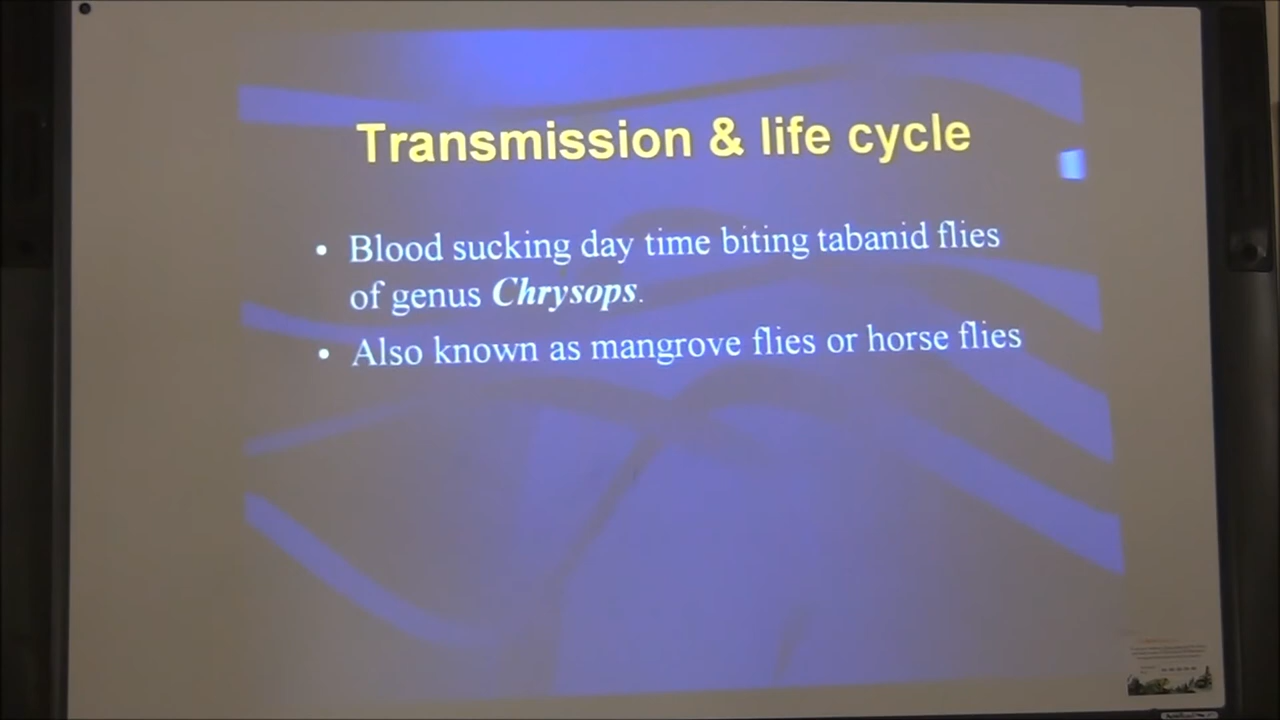 Transmission & life cycle
• Blood sucking day time biting tabanid flies
of genus Chrysops.
• Also known as mangrove flies or horse flies